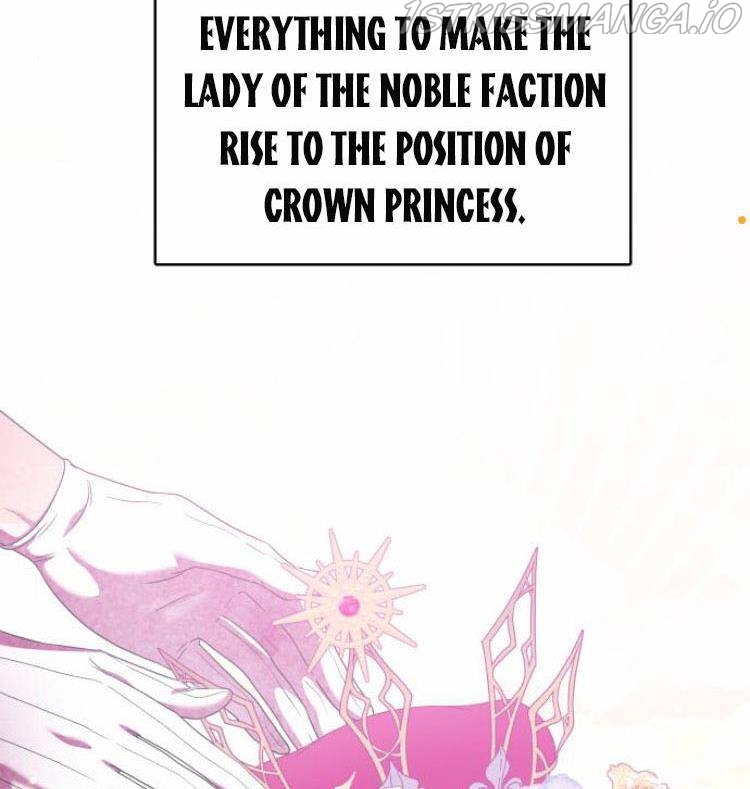 1STKISSMANGA.IO
EVERYTHING TO MAKE THE
LADY OF THE NOBLE FACTION
RISE TO THE POSITION OF
CROWN PRINCESS.